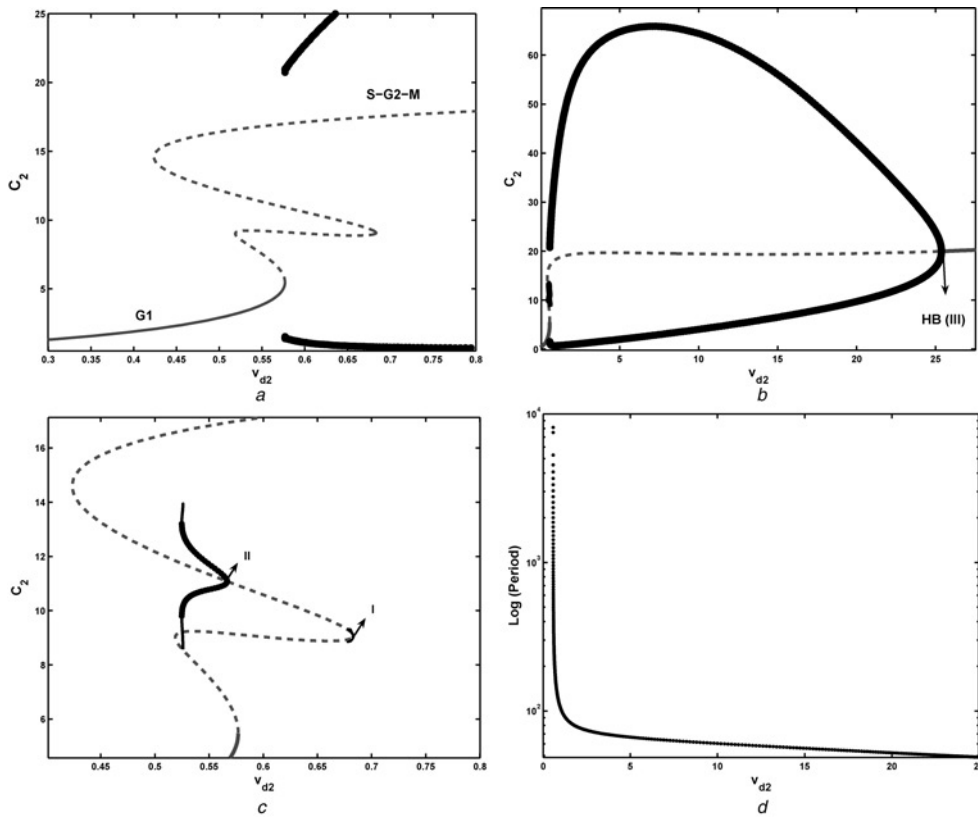 25
20
15
10
5
0.3 0.35 0.4 0.45 0.5 0.55 0.6 0.65 0.7 0.75 0.8
C2
S–G2–M
G1
vd2
a
60
50
40
30
20
10
0
5 10 15 20 25
C2
HB (III)
vd2
b
16
14
12
10
8
6
0.45 0.5 0.55 0.6 0.65 0.7 0.75 0.8
C2
II
I
vd2
c
10^4
10^3
10^2
0 5 10 15 20 25
Log (Period)
vd2
d